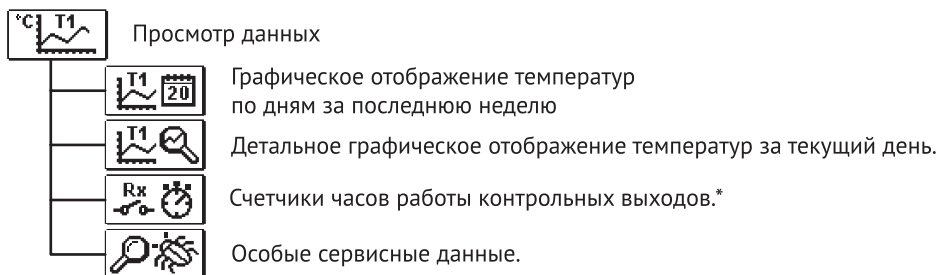 °C T1
Просмотр данных
T1 20
Графическое отображение температур
по дням за последнюю неделю
T1
Детальное графическое отображение температур за текущий день.
Rx
Счетчики часов работы контрольных выходов.*
Особые сервисные данные.